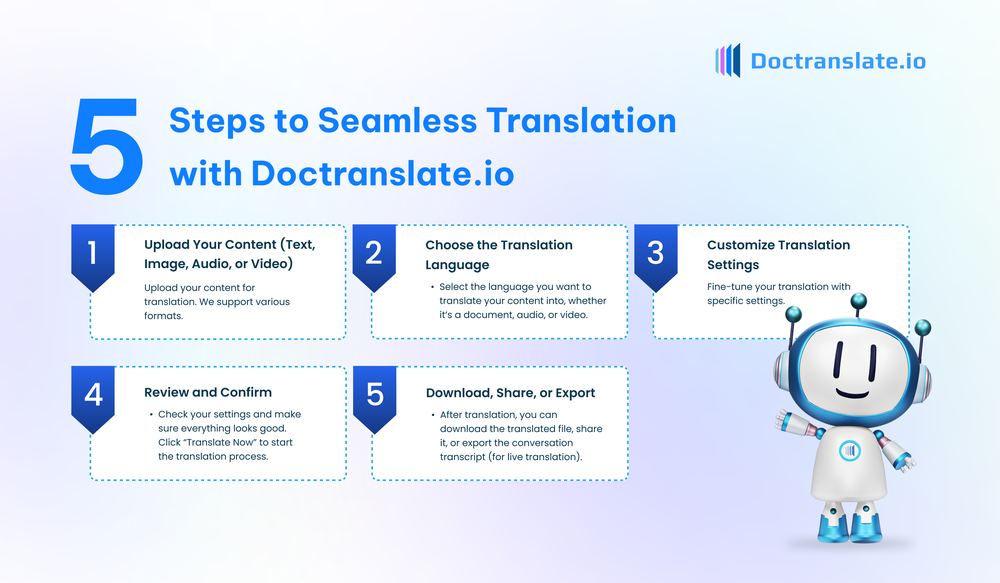 Doctranslate.io
5
Steps to Seamless Translation
with Doctranslate.io
1
Upload Your Content (Text,
Image, Audio, or Video)
Upload your content for
translation. We support various
formats.
2
Choose the Translation
Language
• Select the language you want to
translate your content into, whether
it's a document, audio, or video.
3
Customize Translation
Settings
Fine-tune your translation with
specific settings.
4
Review and Confirm
• Check your settings and make
sure everything looks good.
Click “Translate Now” to start
the translation process.
5
Download, Share, or Export
• After translation, you can
download the translated file, share
it, or export the conversation
transcript (for live translation).